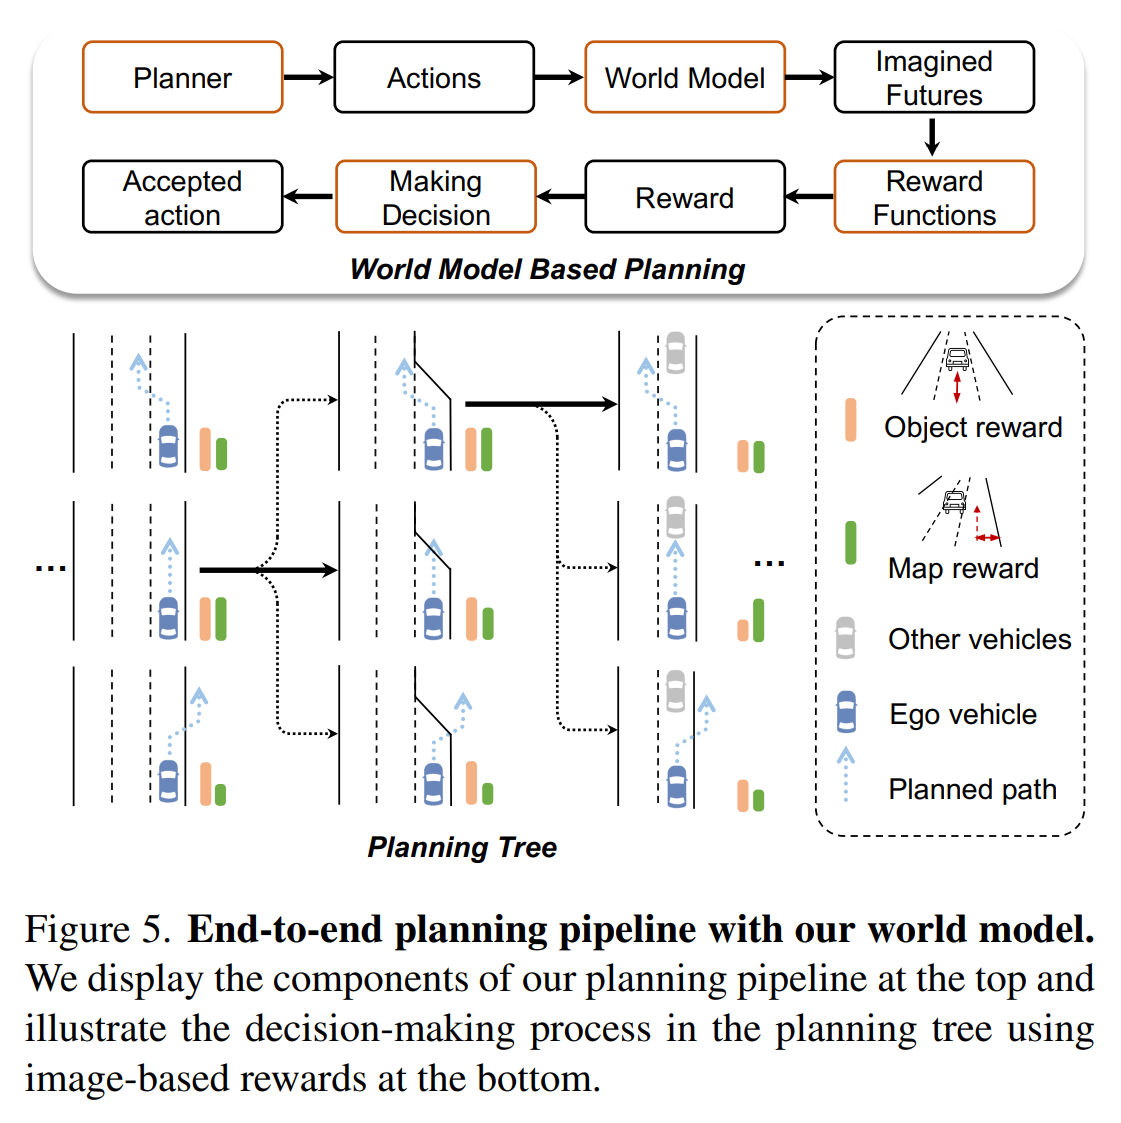 Planner
Actions
World Model
Imagined
Futures
Accepted
action
Making
Decision
Reward
Reward
Functions
World Model Based Planning
...
...
Object reward
Map reward
Other vehicles
Ego vehicle
Planned path
Planning Tree
Figure 5. End-to-end planning pipeline with our world model.
We display the components of our planning pipeline at the top and
illustrate the decision-making process in the planning tree using
image-based rewards at the bottom.